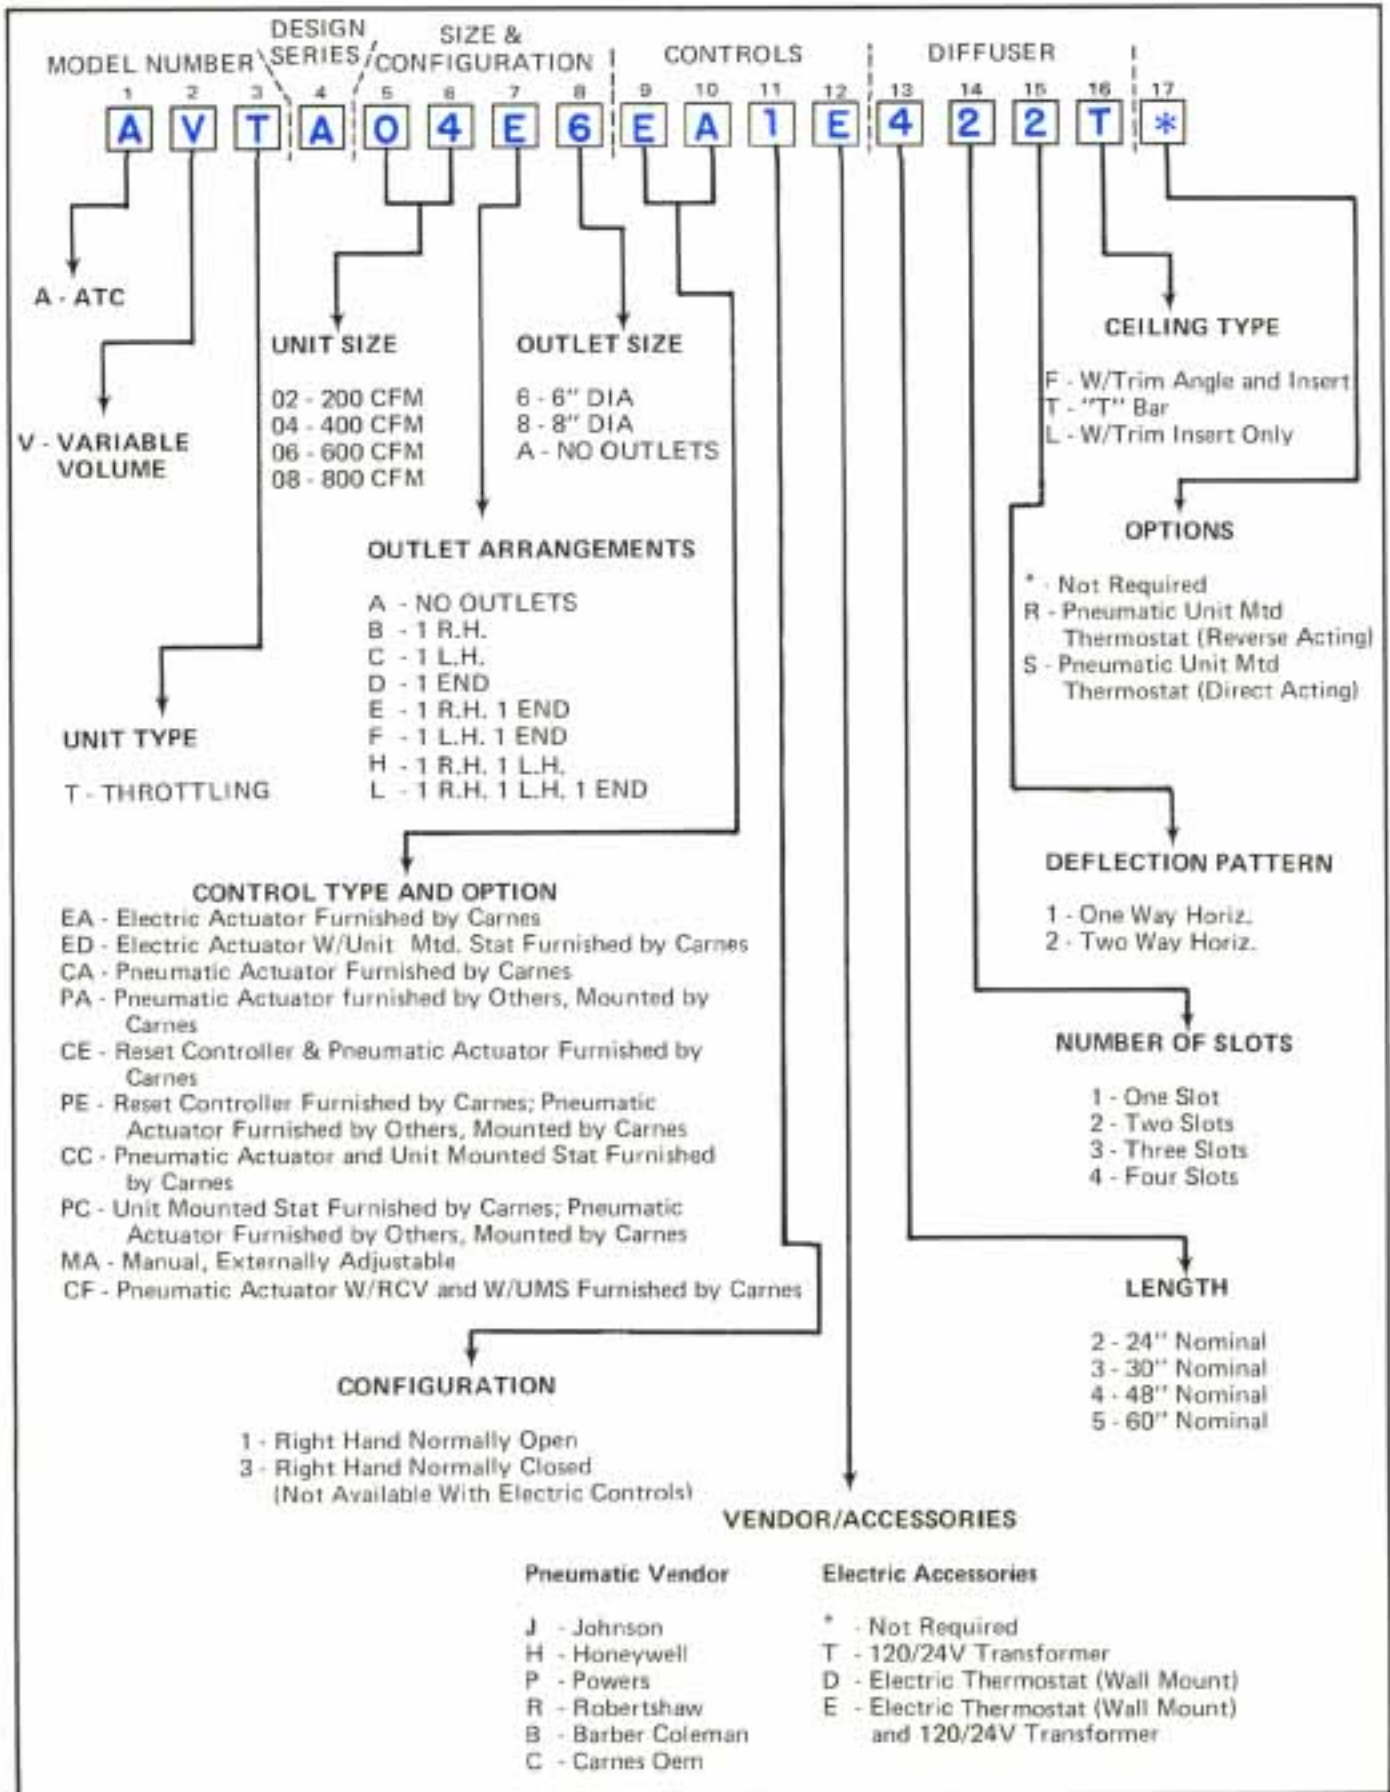 DESIGN
SERIES
SIZE &
CONFIGURATION
MODEL NUMBER
CONTROLS
DIFFUSER
1 2 3 4 5 6 7 8 9 10 11 12 13 14 15 16 17
A V T A 0 4 E 6 E A 1 E 4 2 2 T *
A - ATC
V - VARIABLE
VOLUME
UNIT SIZE
02 - 200 CFM
04 - 400 CFM
06 - 600 CFM
08 - 800 CFM
OUTLET SIZE
6 - 6" DIA
8 - 8" DIA
A - NO OUTLETS
CEILING TYPE
F - W/Trim Angle and Insert
T - "T" Bar
L - W/Trim Insert Only
OPTIONS
* - Not Required
R - Pneumatic Unit Mtd
Thermostat (Reverse Acting)
S - Pneumatic Unit Mtd
Thermostat (Direct Acting)
OUTLET ARRANGEMENTS
A - NO OUTLETS
B - 1 R.H.
C - 1 L.H.
D - 1 END
E - 1 R.H. 1 END
F - 1 L.H. 1 END
H - 1 R.H. 1 L.H.
L - 1 R.H. 1 L.H. 1 END
UNIT TYPE
T - THROTTLING
DEFLECTION PATTERN
1 - One Way Horiz.
2 - Two Way Horiz.
CONTROL TYPE AND OPTION
EA - Electric Actuator Furnished by Carnes
ED - Electric Actuator W/Unit Mtd. Stat Furnished by Carnes
CA - Pneumatic Actuator Furnished by Carnes
PA - Pneumatic Actuator furnished by Others, Mounted by
Carnes
CE - Reset Controller & Pneumatic Actuator Furnished by
Carnes
PE - Reset Controller Furnished by Carnes; Pneumatic
Actuator Furnished by Others, Mounted by Carnes
CC - Pneumatic Actuator and Unit Mounted Stat Furnished
by Carnes
PC - Unit Mounted Stat Furnished by Carnes; Pneumatic
Actuator Furnished by Others, Mounted by Carnes
MA - Manual, Externally Adjustable
CF - Pneumatic Actuator W/RCV and W/UMS Furnished by Carnes
NUMBER OF SLOTS
1 - One Slot
2 - Two Slots
3 - Three Slots
4 - Four Slots
LENGTH
2 - 24" Nominal
3 - 30" Nominal
4 - 48" Nominal
5 - 60" Nominal
CONFIGURATION
1 - Right Hand Normally Open
3 - Right Hand Normally Closed
(Not Available With Electric Controls)
VENDOR/ACCESSORIES
Pneumatic Vendor
J - Johnson
H - Honeywell
P - Powers
R - Robertshaw
B - Barber Coleman
C - Carnes Oem
Electric Accessories
* - Not Required
T - 120/24V Transformer
D - Electric Thermostat (Wall Mount)
E - Electric Thermostat (Wall Mount)
and 120/24V Transformer